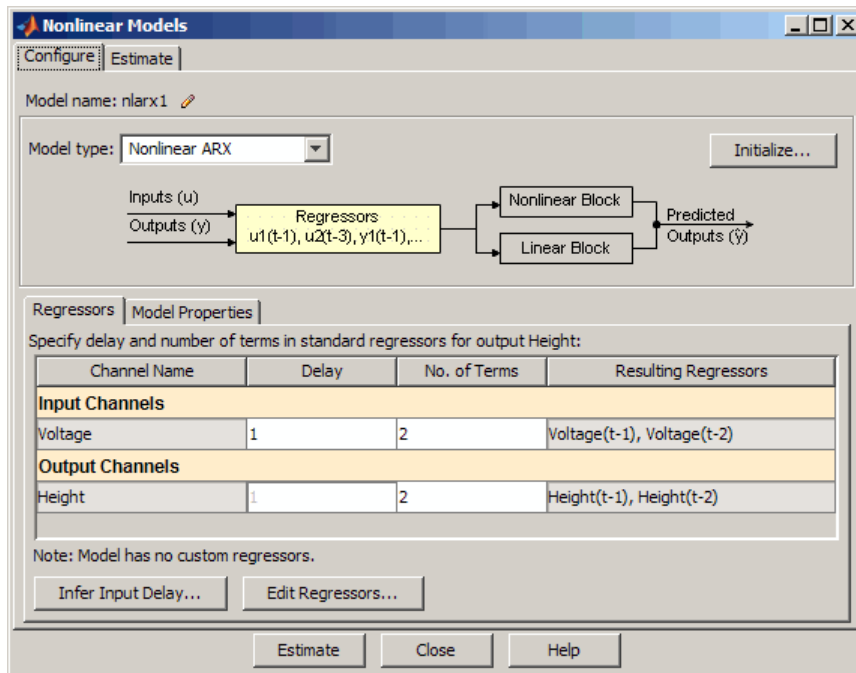 Nonlinear Models
Configure Estimate
Model name: nlarx1
Model type: Nonlinear ARX Initialize...
Inputs (u)
Outputs (y)
Regressors
u1(t-1), u2(t-3), y1(t-1),...
Nonlinear Block
Linear Block
Predicted
Outputs (ŷ)
Regressors Model Properties
Specify delay and number of terms in standard regressors for output Height:
Channel Name Delay No. of Terms Resulting Regressors
Input Channels
Voltage 1 2 Voltage(t-1), Voltage(t-2)
Output Channels
Height 1 2 Height(t-1), Height(t-2)
Note: Model has no custom regressors.
Infer Input Delay... Edit Regressors...
Estimate Close Help